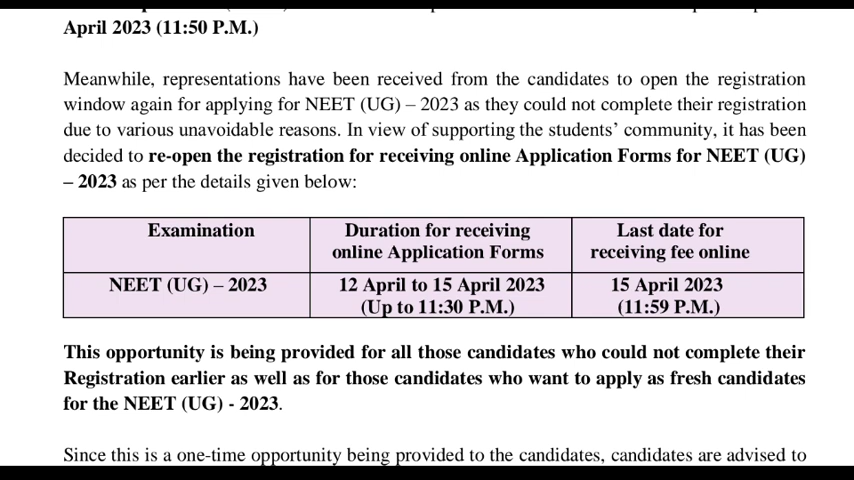 April 2023 (11:50 P.M.)
Meanwhile, representations have been received from the candidates to open the registration
window again for applying for NEET (UG) – 2023 as they could not complete their registration
due to various unavoidable reasons. In view of supporting the students’ community, it has been
decided to re-open the registration for receiving online Application Forms for NEET (UG)
– 2023 as per the details given below:
Examination
Duration for receiving
online Application Forms
Last date for
receiving fee online
NEET (UG) – 2023
12 April to 15 April 2023
(Up to 11:30 P.M.)
15 April 2023
(11:59 P.M.)
This opportunity is being provided for all those candidates who could not complete their
Registration earlier as well as for those candidates who want to apply as fresh candidates
for the NEET (UG) - 2023.
Since this is a one-time opportunity being provided to the candidates, candidates are advised to